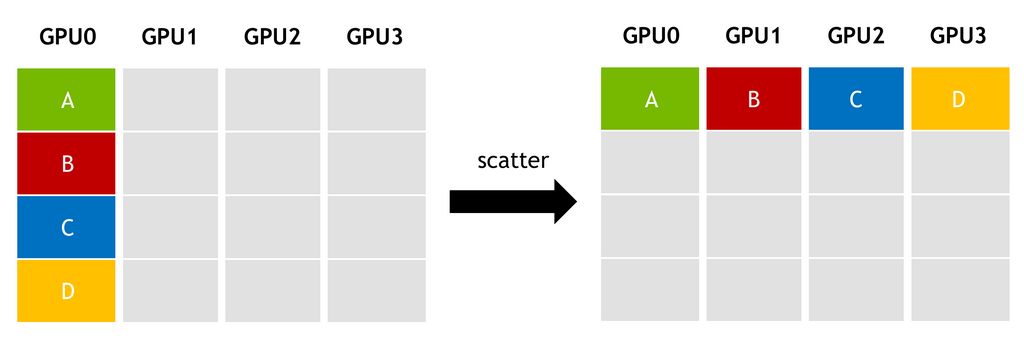 GPU0 GPU1 GPU2 GPU3
A
B
C
D
scatter
GPU0 GPU1 GPU2 GPU3
A B C D